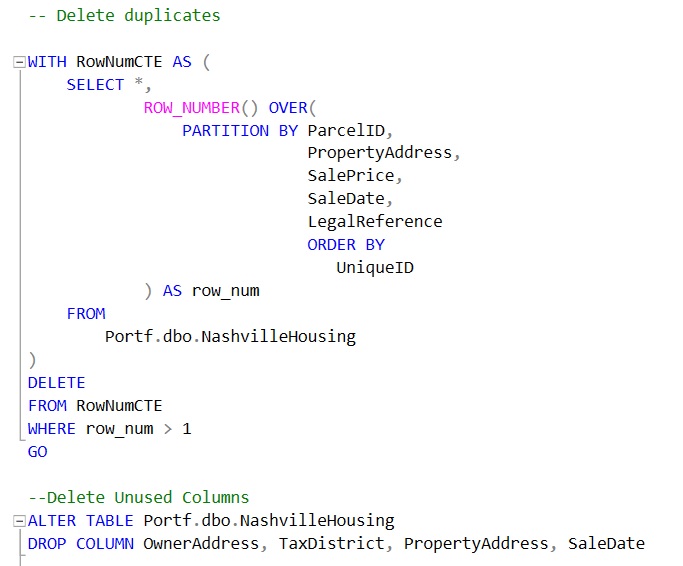 -- Delete duplicates
WITH RowNumCTE AS (
SELECT *,
ROW_NUMBER() OVER(
PARTITION BY ParcelID,
PropertyAddress,
SalePrice,
SaleDate,
LegalReference
ORDER BY
UniqueID
) AS row_num
FROM
Portf.dbo.NashvilleHousing
)
DELETE
FROM RowNumCTE
WHERE row_num > 1
GO
--Delete Unused Columns
ALTER TABLE Portf.dbo.NashvilleHousing
DROP COLUMN OwnerAddress, TaxDistrict, PropertyAddress, SaleDate